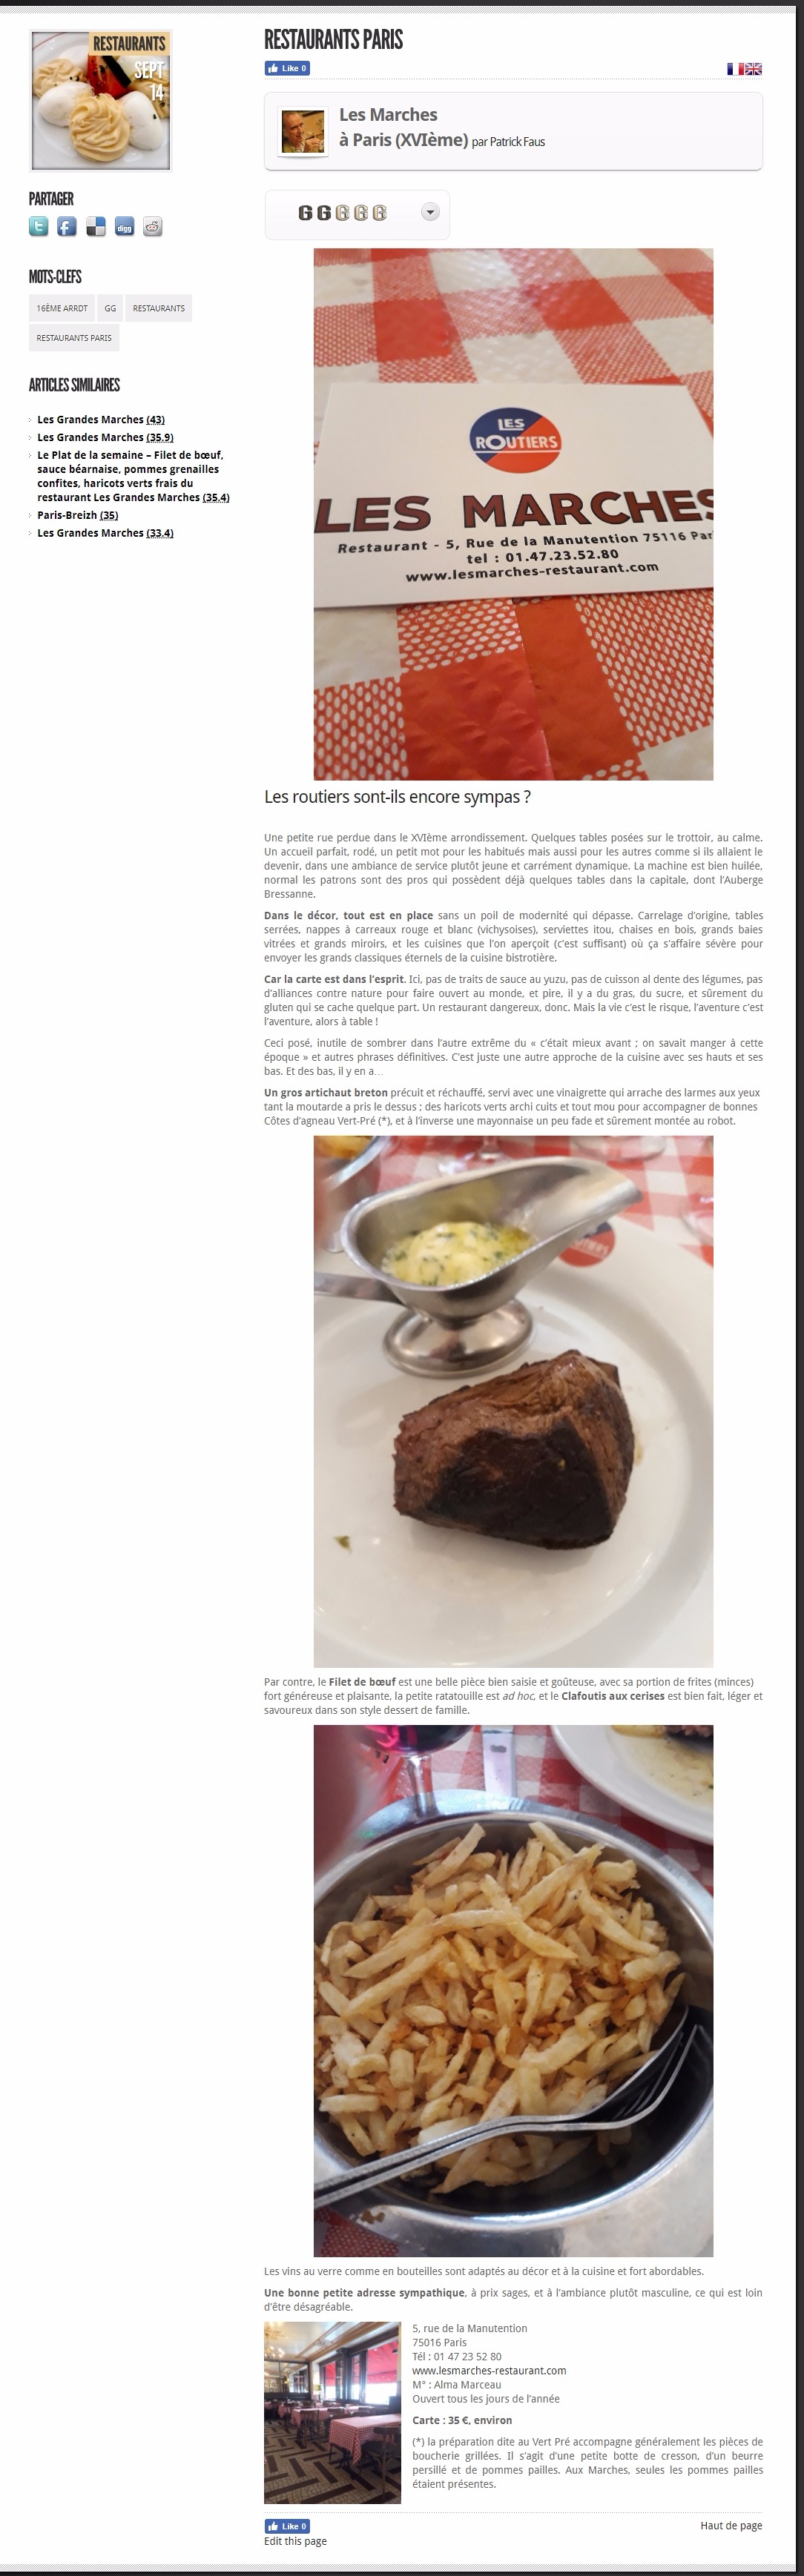 RESTAURANTS
SEPT
14
PARTAGER
digg
MOTS-CLEFS
16ÈME ARRDT
GG
RESTAURANTS
RESTAURANTS PARIS
ARTICLES SIMILAIRES
Les Grandes Marches (43)
Les Grandes Marches (35.9)
Le Plat de la semaine – Filet de bœuf,
sauce béarnaise, pommes grenailles
confites, haricots verts frais du
restaurant Les Grandes Marches (35.4)
Paris-Breizh (35)
Les Grandes Marches (33.4)
RESTAURANTS PARIS
Like 0
Les Marches
à Paris (XVIème) par Patrick Faus
GGGGG
LES
ROUTIERS
LES MARCHES
Restaurant - 5, Rue de la Manutention 75116 Par
tel : 01.47.23.52.80
www.lesmarches-restaurant.com
Les routiers sont-ils encore sympas ?
Une petite rue perdue dans le XVIème arrondissement. Quelques tables posées sur le trottoir, au calme.
Un accueil parfait, rodé, un petit mot pour les habitués mais aussi pour les autres comme si ils allaient le
devenir, dans une ambiance de service plutôt jeune et carrément dynamique. La machine est bien huilée,
normal les patrons sont des pros qui possèdent déjà quelques tables dans la capitale, dont l'Auberge
Bressanne.
Dans le décor, tout est en place sans un poil de modernité qui dépasse. Carrelage d'origine, tables
serrées, nappes à carreaux rouge et blanc (vichysoises), serviettes itou, chaises en bois, grands baies
vitrées et grands miroirs, et les cuisines que l'on aperçoit (c'est suffisant) où ça s'affaire sévère pour
envoyer les grands classiques éternels de la cuisine bistrotière.
Car la carte est dans l'esprit. Ici, pas de traits de sauce au yuzu, pas de cuisson al dente des légumes, pas
d'alliances contre nature pour faire ouvert au monde, et pire, il y a du gras, du sucre, et sûrement du
gluten qui se cache quelque part. Un restaurant dangereux, donc. Mais la vie c'est le risque, l'aventure c'est
l'aventure, alors à table !
Ceci posé, inutile de sombrer dans l'autre extrême du « c'était mieux avant ; on savait manger à cette
époque » et autres phrases définitives. C'est juste une autre approche de la cuisine avec ses hauts et ses
bas. Et des bas, il y en a…
Un gros artichaut breton précuit et réchauffé, servi avec une vinaigrette qui arrache des larmes aux yeux
tant la moutarde a pris le dessus ; des haricots verts archi cuits et tout mou pour accompagner de bonnes
Côtes d'agneau Vert-Pré (*), et à l'inverse une mayonnaise un peu fade et sûrement montée au robot.
Par contre, le Filet de bœuf est une belle pièce bien saisie et goûteuse, avec sa portion de frites (minces)
fort généreuse et plaisante, la petite ratatouille est ad hoc, et le Clafoutis aux cerises est bien fait, léger et
savoureux dans son style dessert de famille.
Les vins au verre comme en bouteilles sont adaptés au décor et à la cuisine et fort abordables.
Une bonne petite adresse sympathique, à prix sages, et à l'ambiance plutôt masculine, ce qui est loin
d'être désagréable.
5, rue de la Manutention
75016 Paris
Tél : 01 47 23 52 80
www.lesmarches-restaurant.com
M° : Alma Marceau
Ouvert tous les jours de l'année
Carte : 35 €, environ
(*) la préparation dite au Vert Pré accompagne généralement les pièces de
boucherie grillées. Il s'agit d'une petite botte de cresson, d'un beurre
persillé et de pommes pailles. Aux Marches, seules les pommes pailles
étaient présentes.
Like 0
Haut de page
Edit this page